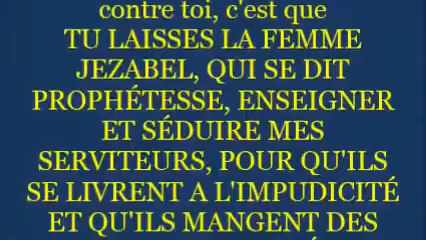 contre toi, c'est que
TU LAISSES LA FEMME
JEZABEL, QUI SE DIT
PROPHÉTESSE, ENSEIGNER
ET SÉDUIRE MES
SERVITEURS, POUR QU'ILS
SE LIVRENT A L'IMPUDICITÉ
ET QU'ILS MANGENT DES